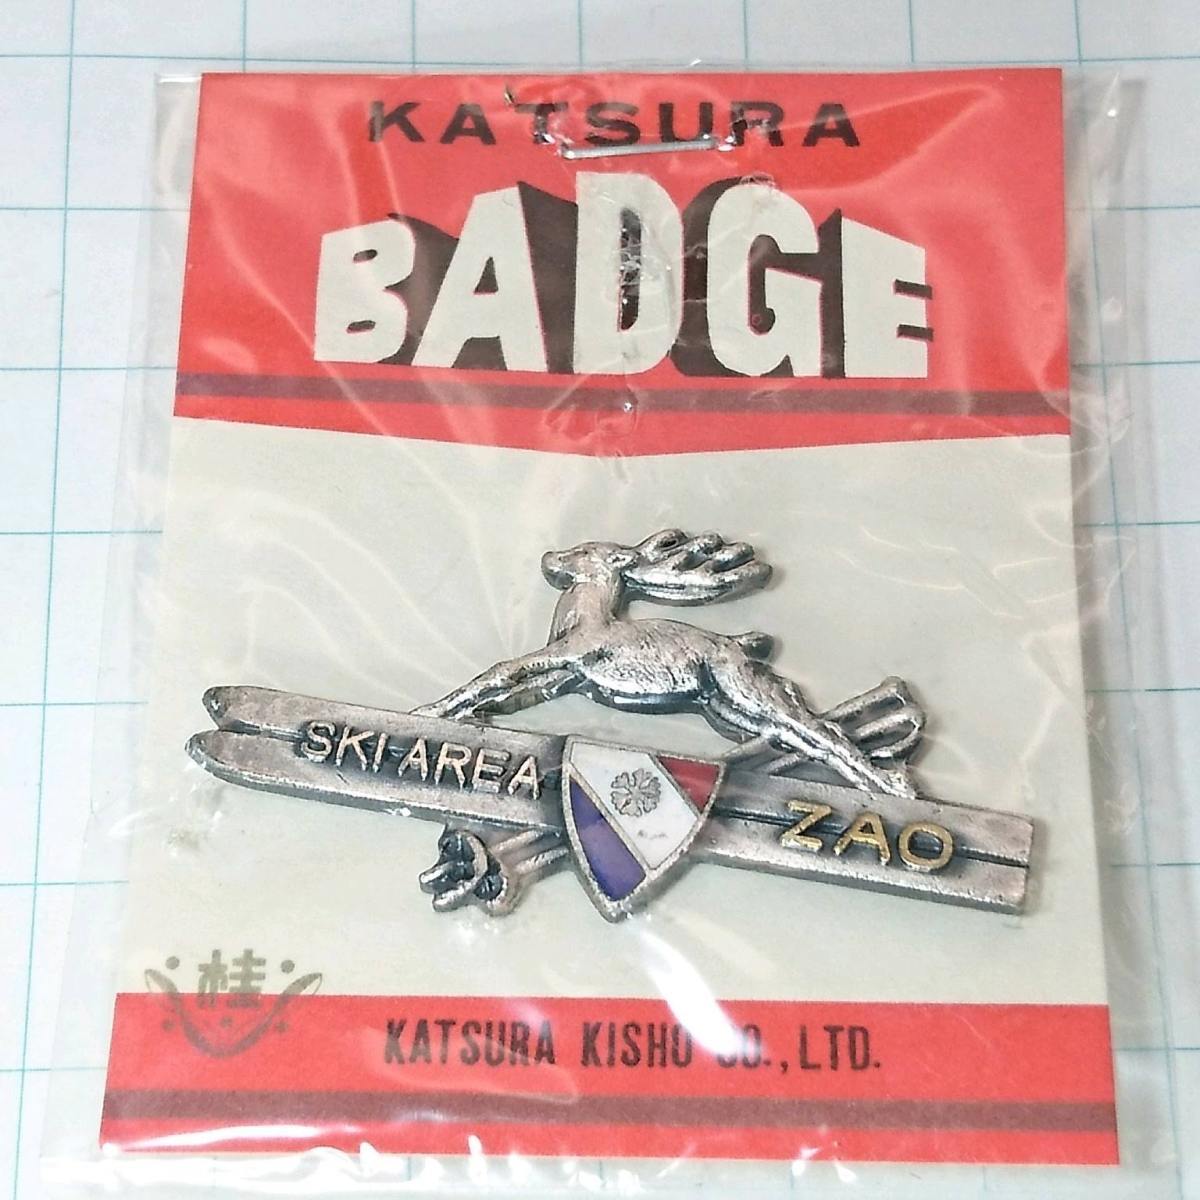 KATSURA
BADGE
SKI AREA
ZAO
桂
KATSURA KISHO CO., LTD.